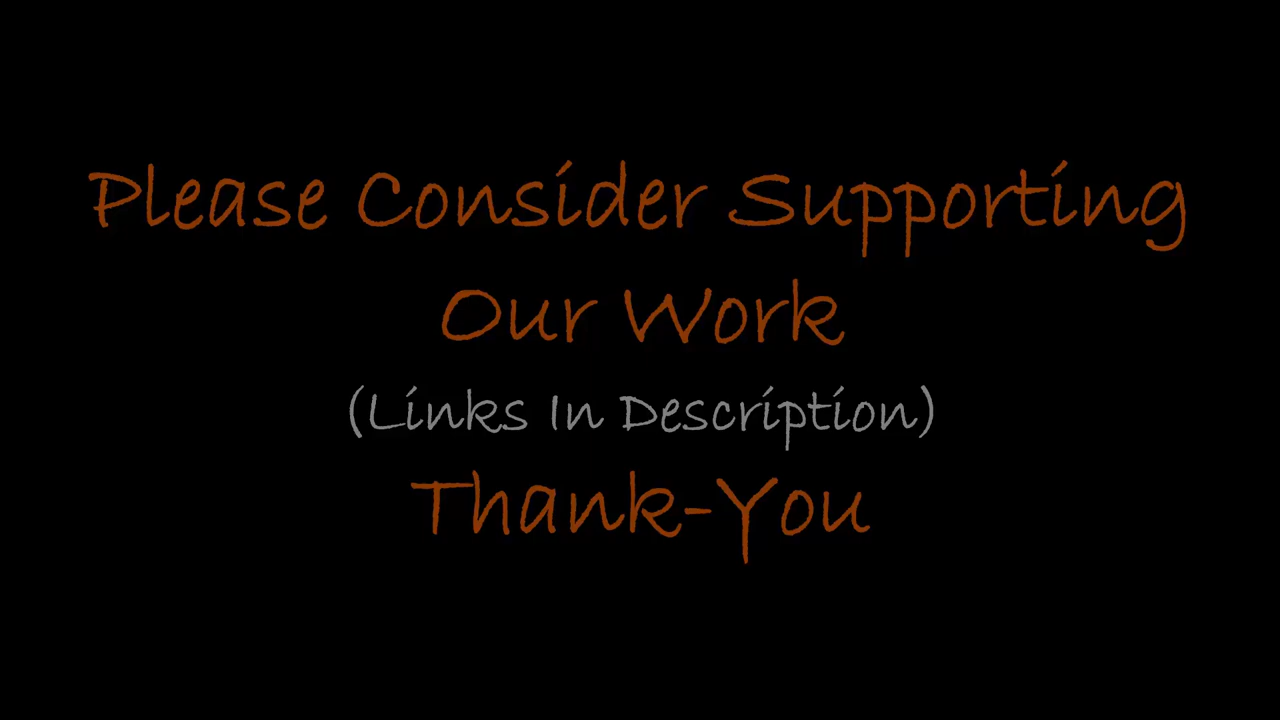 Please Consider Supporting
Our Work
(Links In Description)
Thank-You